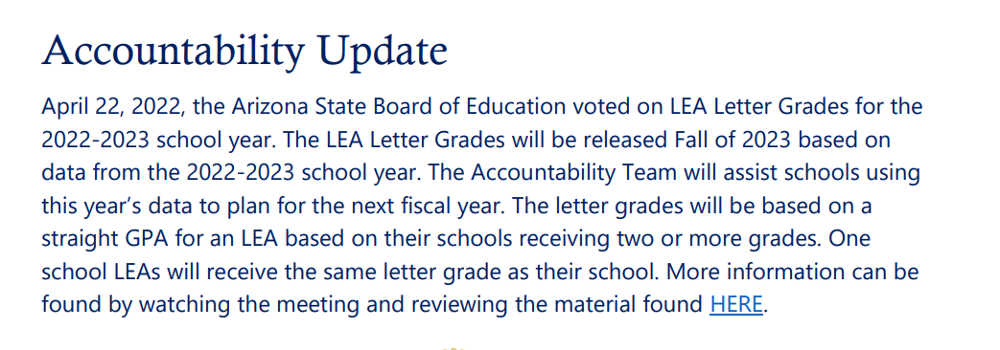 Accountability Update
April 22, 2022, the Arizona State Board of Education voted on LEA Letter Grades for the
2022-2023 school year. The LEA Letter Grades will be released Fall of 2023 based on
data from the 2022-2023 school year. The Accountability Team will assist schools using
this year’s data to plan for the next fiscal year. The letter grades will be based on a
straight GPA for an LEA based on their schools receiving two or more grades. One
school LEAs will receive the same letter grade as their school. More information can be
found by watching the meeting and reviewing the material found HERE.